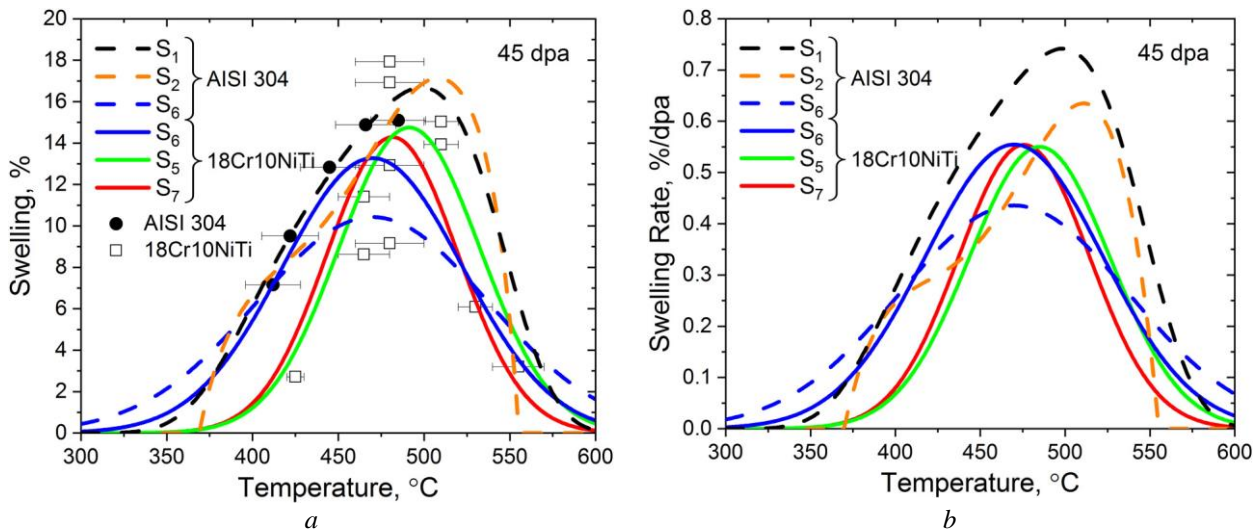 20
18
16
14
12
10
8
6
4
2
0
Swelling, %
S1
S2
S6
S6
S5
S7
AISI 304
18Cr10NiTi
AISI 304
18Cr10NiTi
45 dpa
300 350 400 450 500 550 600
Temperature, °C
a
0.8
0.7
0.6
0.5
0.4
0.3
0.2
0.1
0.0
Swelling Rate, %/dpa
S1
S2
S6
S6
S5
S7
AISI 304
18Cr10NiTi
45 dpa
300 350 400 450 500 550 600
Temperature, °C
b